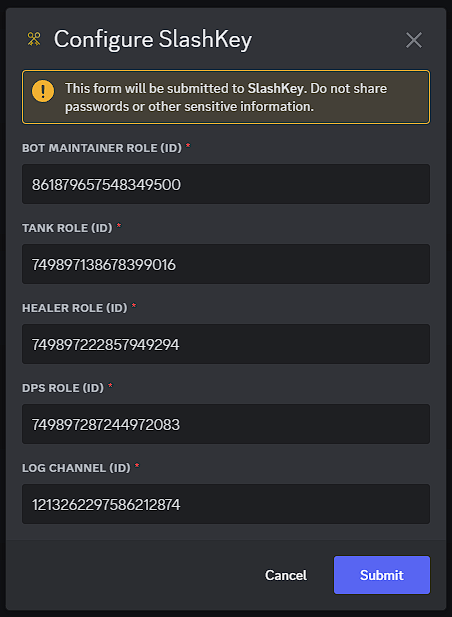 Configure SlashKey
This form will be submitted to SlashKey. Do not share
passwords or other sensitive information.
BOT MAINTAINER ROLE (ID) *
861879657548349500
TANK ROLE (ID) *
749897138678399016
HEALER ROLE (ID) *
749897222857949294
DPS ROLE (ID) *
749897287244972083
LOG CHANNEL (ID) *
1213262297586212874
Cancel Submit